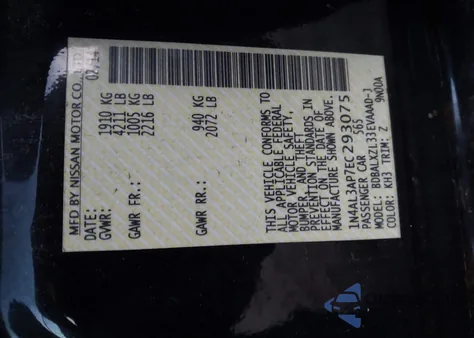 MFD BY NISSAN MOTOR CO., LTD.
DATE: 02/14
GVWR: 1910 KG
4211 LB
GAWR FR.: 1005 KG
2216 LB
GAWR RR.: 940 KG
2072 LB
THIS VEHICLE CONFORMS TO
ALL APPLICABLE FEDERAL
MOTOR VEHICLE SAFETY,
BUMPER, AND THEFT
PREVENTION STANDARDS IN
EFFECT ON THE DATE OF
MANUFACTURE SHOWN ABOVE.
1N4AL3AP7EC293075
PASSENGER CAR 565
MODEL: BDBALXZL33EVAAAD-J
COLOR: KH3 TRIM: Z 9N0DA